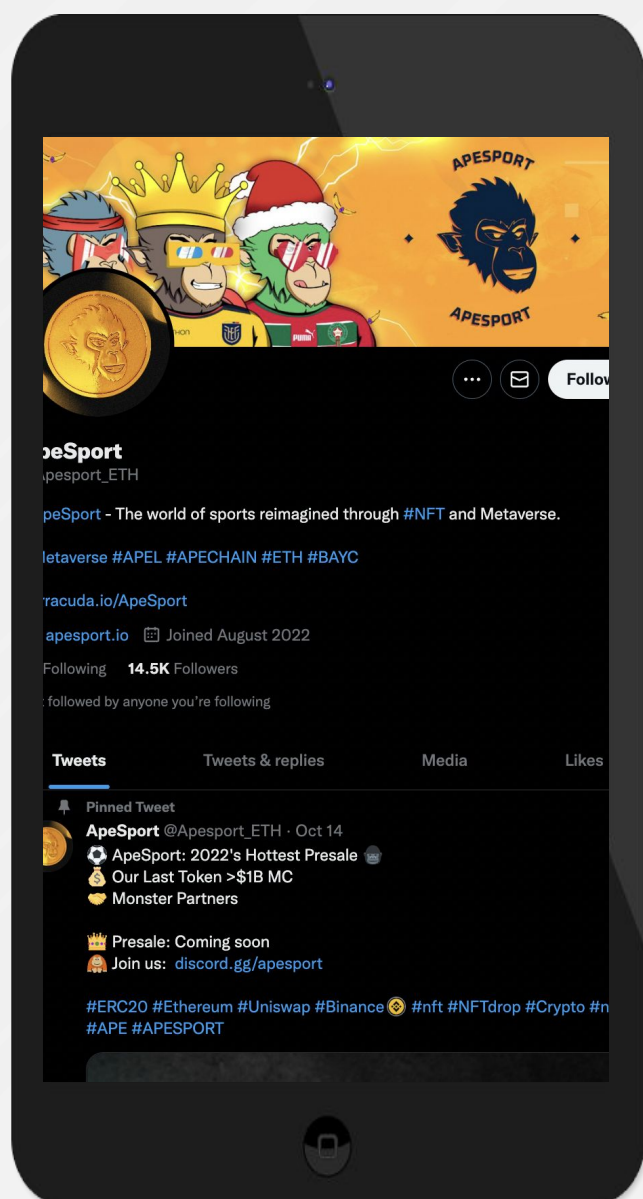 APESPORT
APESPORT
PUMA
Follow
peSport
pesport_ETH
peSport - The world of sports reimagined through #NFT and Metaverse.
letaverse #APEL #APECHAIN #ETH #BAYC
rracuda.io/ApeSport
apesport.io Joined August 2022
Following 14.5K Followers
followed by anyone you're following
Tweets Tweets & replies Media Likes
Pinned Tweet
ApeSport @Apesport_ETH · Oct 14
⚽ ApeSport: 2022's Hottest Presale 🦍
💰 Our Last Token >$1B MC
🤝 Monster Partners
👑 Presale: Coming soon
🦧 Join us: discord.gg/apesport
#ERC20 #Ethereum #Uniswap #Binance #nft #NFTdrop #Crypto #n
#APE #APESPORT